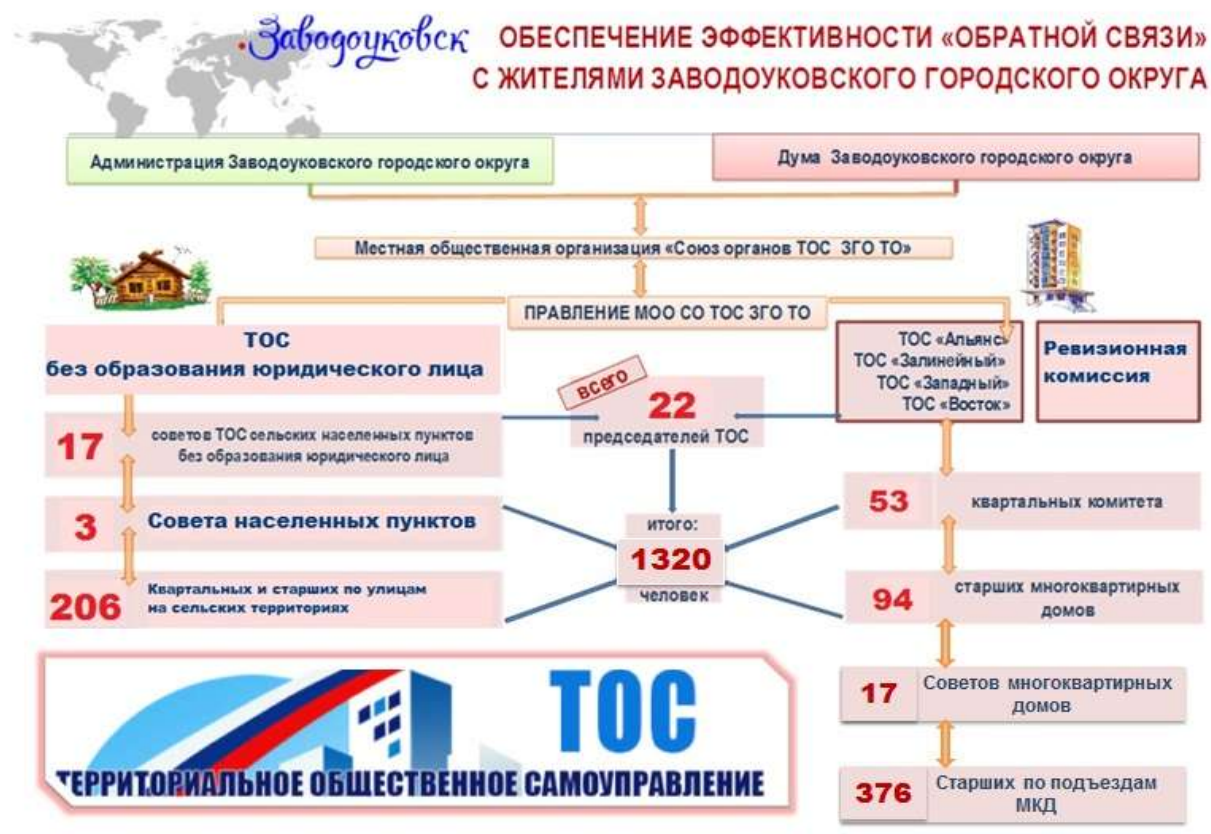 Заводоуковск
ОБЕСПЕЧЕНИЕ ЭФФЕКТИВНОСТИ «ОБРАТНОЙ СВЯЗИ»
С ЖИТЕЛЯМИ ЗАВОДОУКОВСКОГО ГОРОДСКОГО ОКРУГА
Администрация Заводоуковского городского округа
Дума Заводоуковского городского округа
Местная общественная организация «Союз органов ТОС ЗГО ТО»
ПРАВЛЕНИЕ МОО СО ТОС ЗГО ТО
ТОС
без образования юридического лица
17
советов ТОС сельских населенных пунктов
без образования юридического лица
3
Совета населенных пунктов
206
Квартальных и старших по улицам
на сельских территориях
всего
22
председателей ТОС
итого:
1320
человек
ТОС «Альянс»
ТОС «Залинейный»
ТОС «Западный»
ТОС «Восток»
Ревизионная
комиссия
53
квартальных комитета
94
старших многоквартирных
домов
17
Советов многоквартирных
домов
376
Старших по подъездам
МКД
ТОС
ТЕРРИТОРИАЛЬНОЕ ОБЩЕСТВЕННОЕ САМОУПРАВЛЕНИЕ